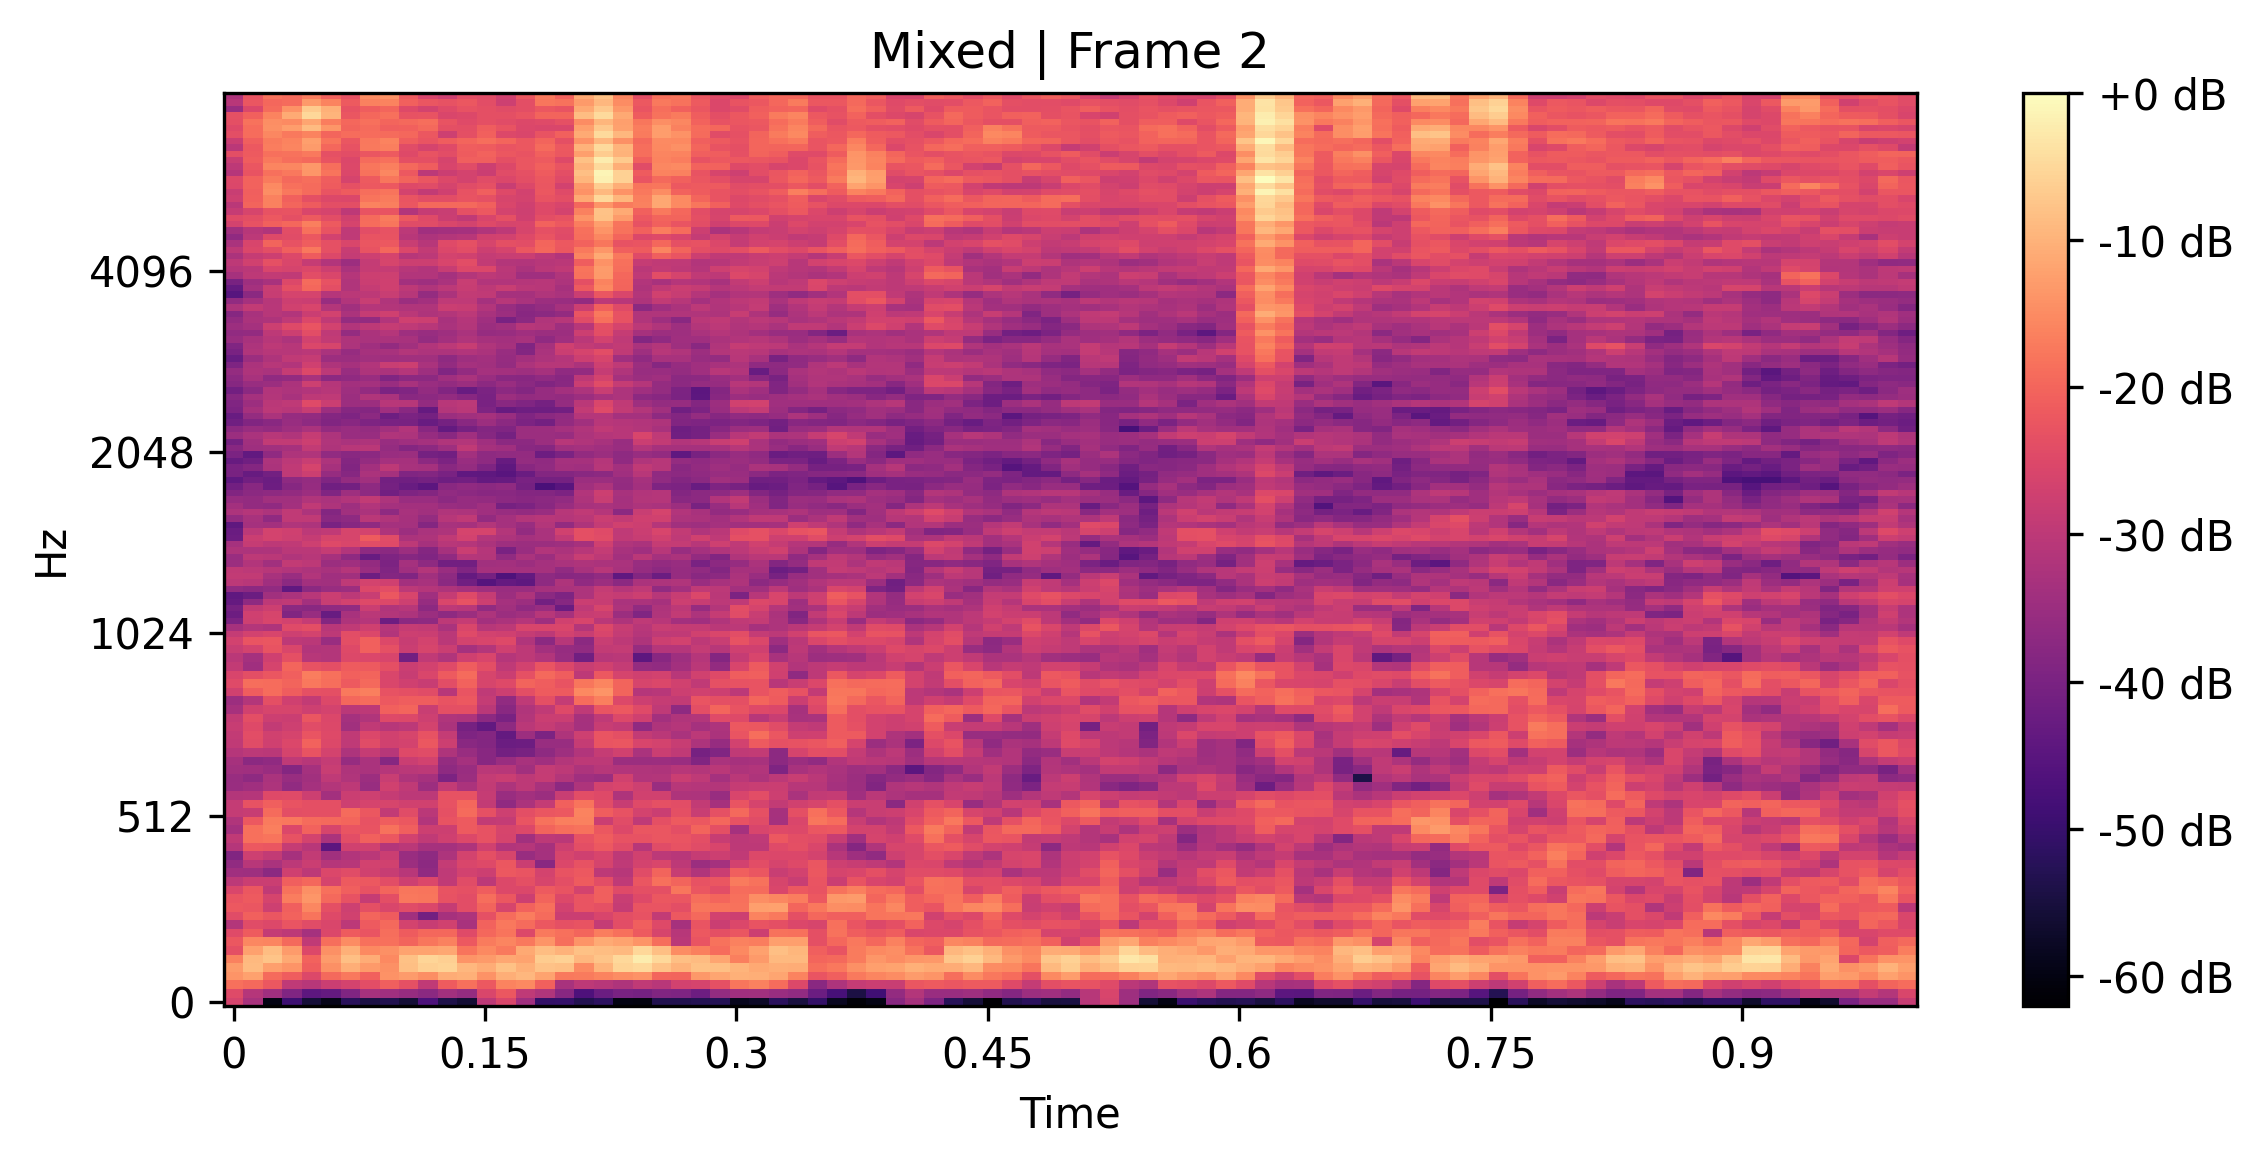 Mixed | Frame 2
Hz
4096
2048
1024
512
0
0 0.15 0.3 0.45 0.6 0.75 0.9
Time
+0 dB
-10 dB
-20 dB
-30 dB
-40 dB
-50 dB
-60 dB